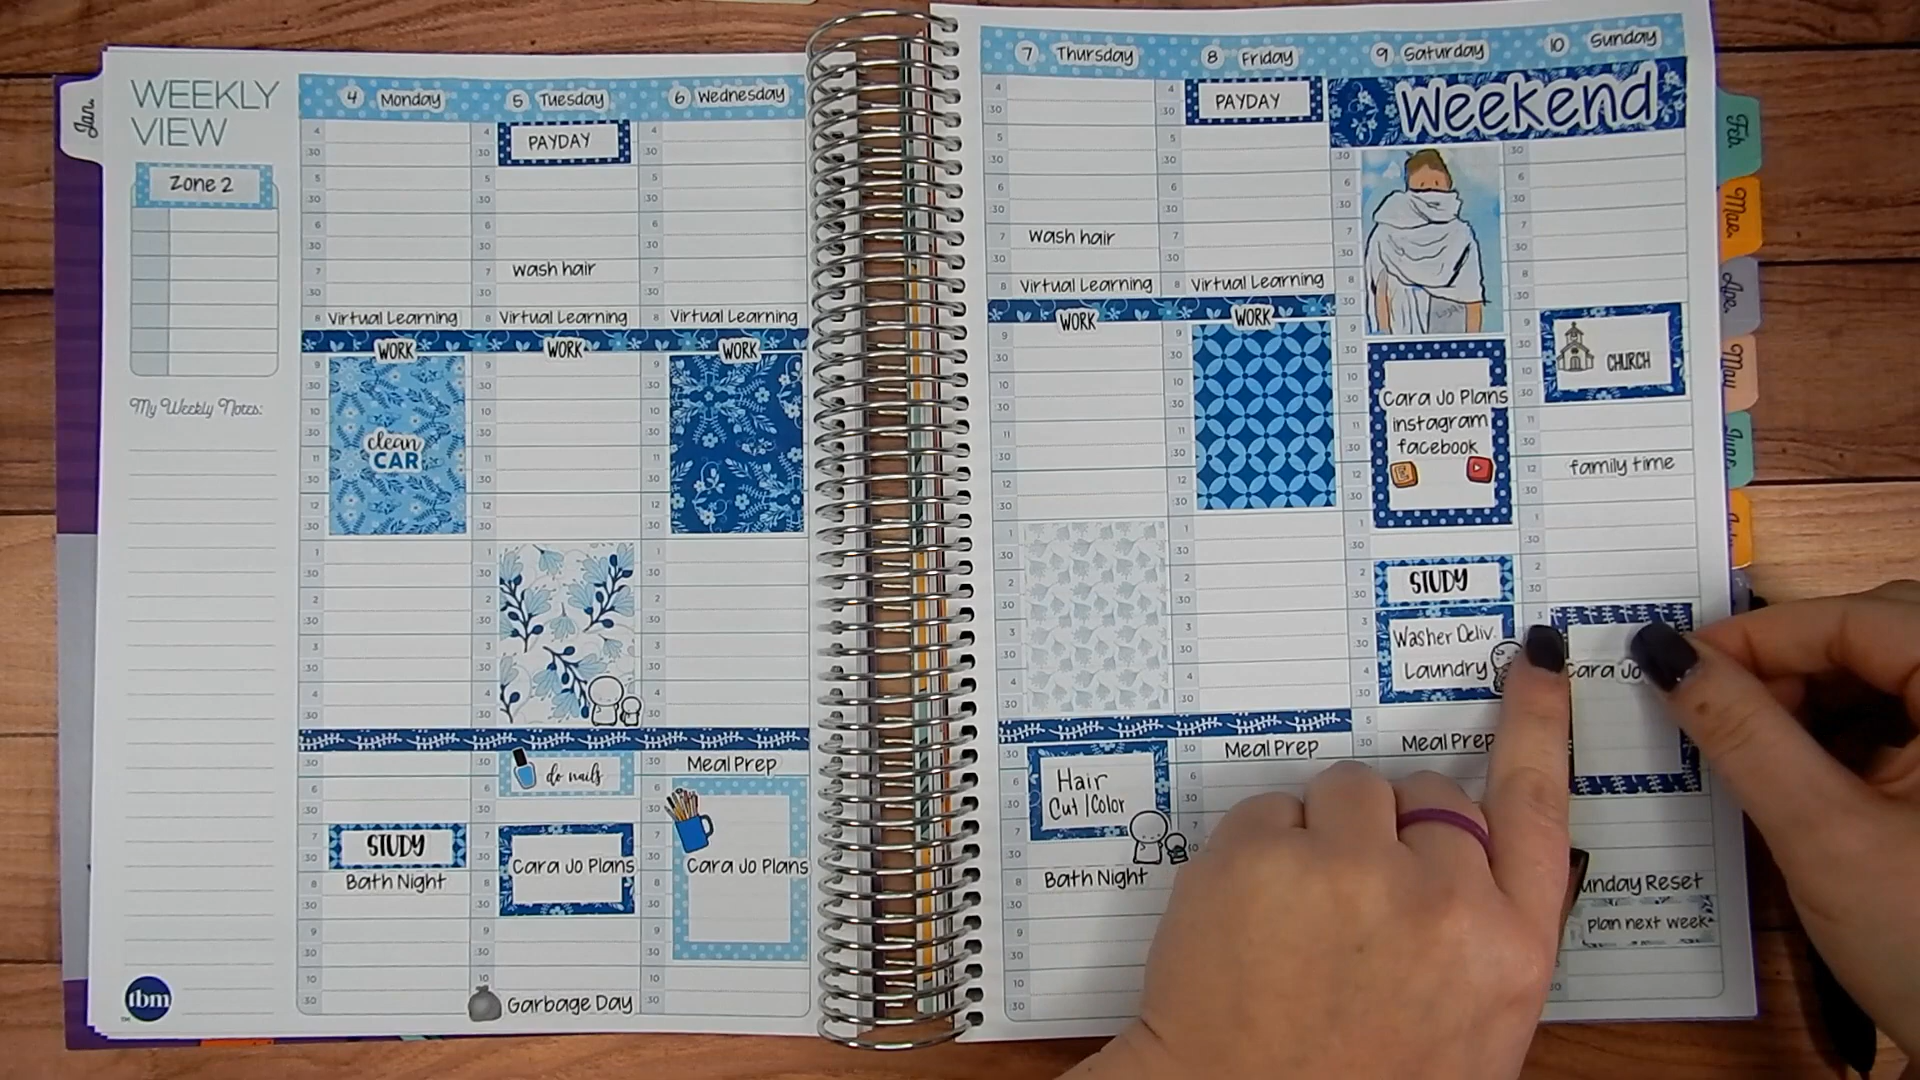 WEEKLY
VIEW
Zone 2
My Weekly Notes:
tbm
Jan.
4 Monday
5 Tuesday
6 Wednesday
PAYDAY
wash hair
Virtual Learning
Virtual Learning
Virtual Learning
WORK
WORK
WORK
clean
CAR
do nails
Meal Prep
STUDY
Bath Night
Cara Jo Plans
Cara Jo Plans
Garbage Day
7 Thursday
8 Friday
9 Saturday
10 Sunday
PAYDAY
Weekend
wash hair
Virtual Learning
Virtual Learning
WORK
WORK
CHURCH
Cara Jo Plans
instagram
facebook
family time
STUDY
Washer Deliv.
Laundry
Cara Jo
Meal Prep
Meal Prep
Hair
Cut/Color
Bath Night
unday Reset
plan next week
Feb.
Mar.
Apr.
May
June